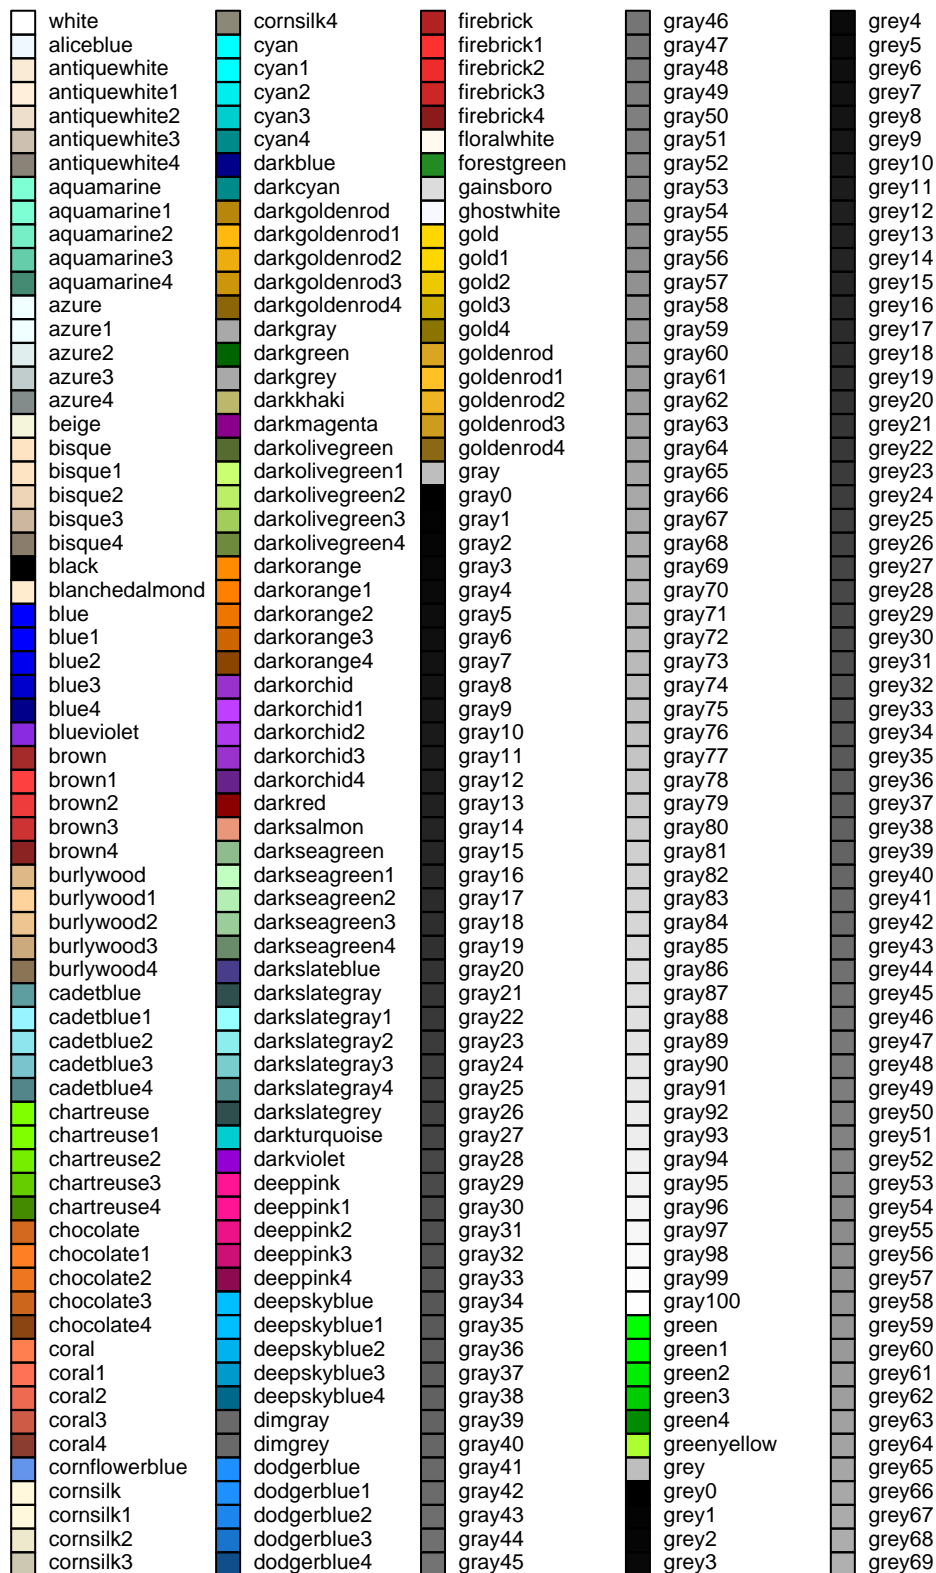 white
aliceblue
antiquewhite
antiquewhite1
antiquewhite2
antiquewhite3
antiquewhite4
aquamarine
aquamarine1
aquamarine2
aquamarine3
aquamarine4
azure
azure1
azure2
azure3
azure4
beige
bisque
bisque1
bisque2
bisque3
bisque4
black
blanchedalmond
blue
blue1
blue2
blue3
blue4
blueviolet
brown
brown1
brown2
brown3
brown4
burlywood
burlywood1
burlywood2
burlywood3
burlywood4
cadetblue
cadetblue1
cadetblue2
cadetblue3
cadetblue4
chartreuse
chartreuse1
chartreuse2
chartreuse3
chartreuse4
chocolate
chocolate1
chocolate2
chocolate3
chocolate4
coral
coral1
coral2
coral3
coral4
cornflowerblue
cornsilk
cornsilk1
cornsilk2
cornsilk3
cornsilk4
cyan
cyan1
cyan2
cyan3
cyan4
darkblue
darkcyan
darkgoldenrod
darkgoldenrod1
darkgoldenrod2
darkgoldenrod3
darkgoldenrod4
darkgray
darkgreen
darkgrey
darkkhaki
darkmagenta
darkolivegreen
darkolivegreen1
darkolivegreen2
darkolivegreen3
darkolivegreen4
darkorange
darkorange1
darkorange2
darkorange3
darkorange4
darkorchid
darkorchid1
darkorchid2
darkorchid3
darkorchid4
darkred
darksalmon
darkseagreen
darkseagreen1
darkseagreen2
darkseagreen3
darkseagreen4
darkslateblue
darkslategray
darkslategray1
darkslategray2
darkslategray3
darkslategray4
darkslategrey
darkturquoise
darkviolet
deeppink
deeppink1
deeppink2
deeppink3
deeppink4
deepskyblue
deepskyblue1
deepskyblue2
deepskyblue3
deepskyblue4
dimgray
dimgrey
dodgerblue
dodgerblue1
dodgerblue2
dodgerblue3
dodgerblue4
firebrick
firebrick1
firebrick2
firebrick3
firebrick4
floralwhite
forestgreen
gainsboro
ghostwhite
gold
gold1
gold2
gold3
gold4
goldenrod
goldenrod1
goldenrod2
goldenrod3
goldenrod4
gray
gray0
gray1
gray2
gray3
gray4
gray5
gray6
gray7
gray8
gray9
gray10
gray11
gray12
gray13
gray14
gray15
gray16
gray17
gray18
gray19
gray20
gray21
gray22
gray23
gray24
gray25
gray26
gray27
gray28
gray29
gray30
gray31
gray32
gray33
gray34
gray35
gray36
gray37
gray38
gray39
gray40
gray41
gray42
gray43
gray44
gray45
gray46
gray47
gray48
gray49
gray50
gray51
gray52
gray53
gray54
gray55
gray56
gray57
gray58
gray59
gray60
gray61
gray62
gray63
gray64
gray65
gray66
gray67
gray68
gray69
gray70
gray71
gray72
gray73
gray74
gray75
gray76
gray77
gray78
gray79
gray80
gray81
gray82
gray83
gray84
gray85
gray86
gray87
gray88
gray89
gray90
gray91
gray92
gray93
gray94
gray95
gray96
gray97
gray98
gray99
gray100
green
green1
green2
green3
green4
greenyellow
grey
grey0
grey1
grey2
grey3
grey4
grey5
grey6
grey7
grey8
grey9
grey10
grey11
grey12
grey13
grey14
grey15
grey16
grey17
grey18
grey19
grey20
grey21
grey22
grey23
grey24
grey25
grey26
grey27
grey28
grey29
grey30
grey31
grey32
grey33
grey34
grey35
grey36
grey37
grey38
grey39
grey40
grey41
grey42
grey43
grey44
grey45
grey46
grey47
grey48
grey49
grey50
grey51
grey52
grey53
grey54
grey55
grey56
grey57
grey58
grey59
grey60
grey61
grey62
grey63
grey64
grey65
grey66
grey67
grey68
grey69